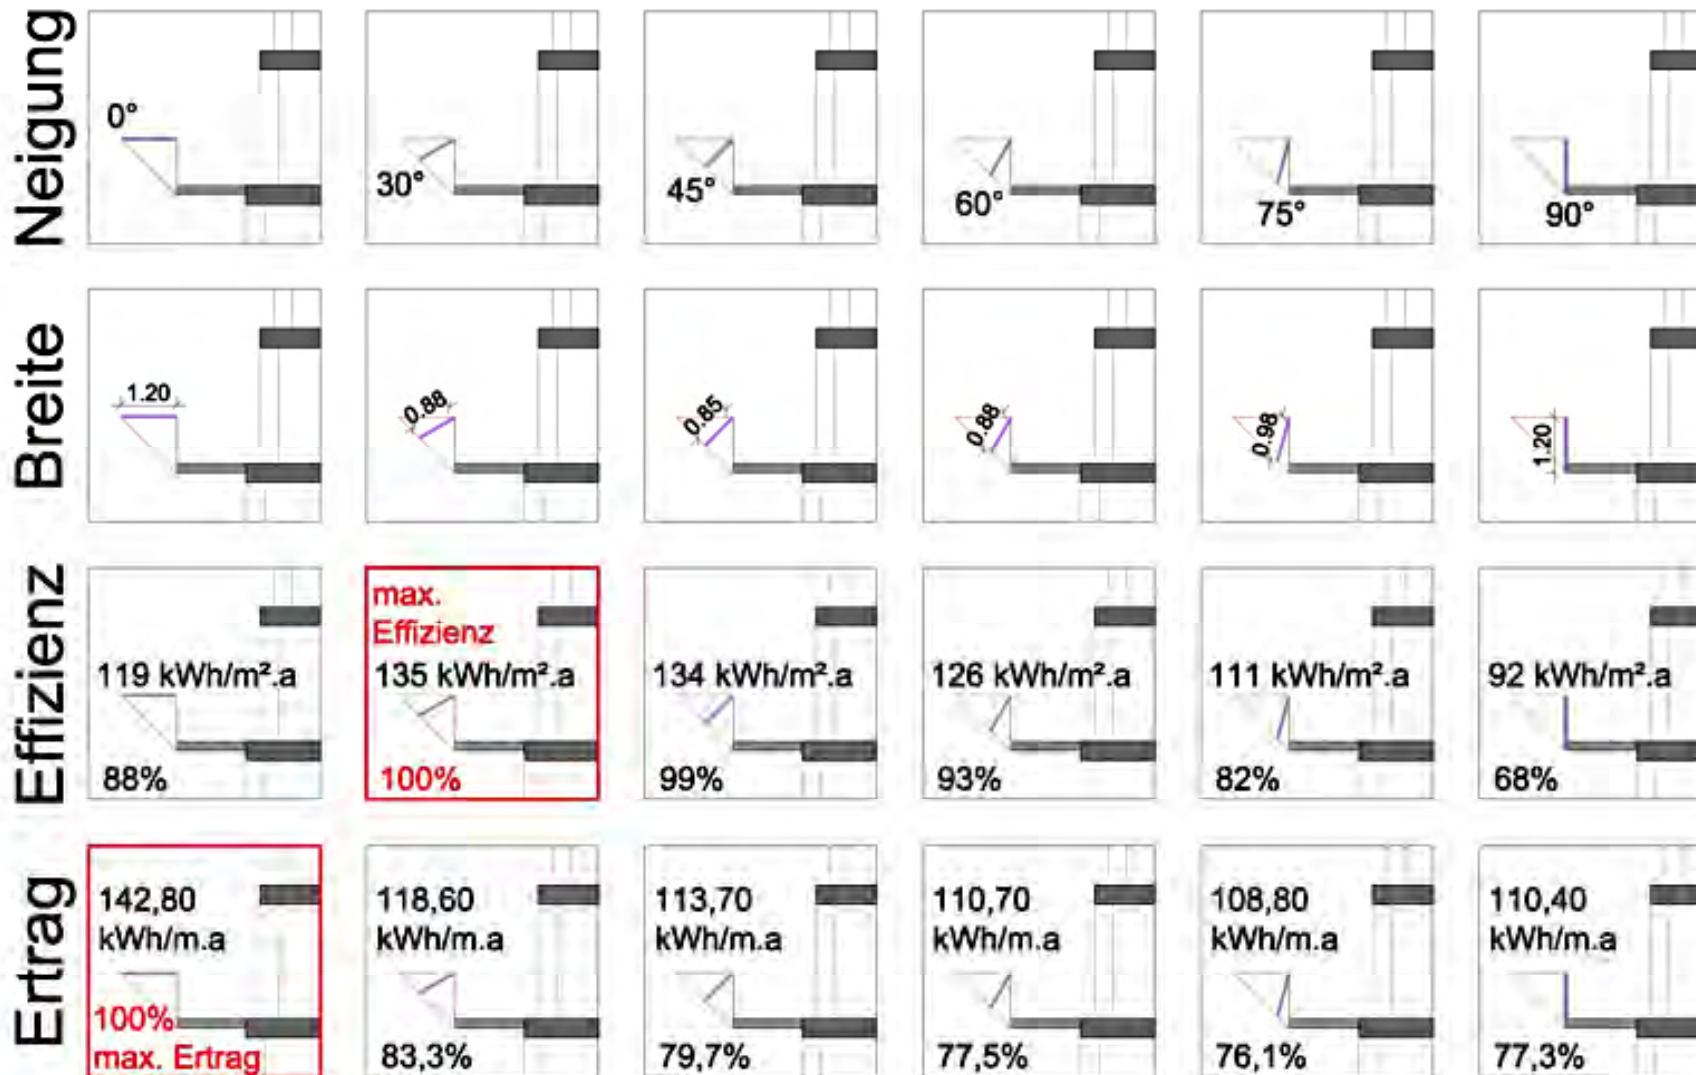 Neigung
0°
30°
45°
60°
75°
90°
Breite
1.20
0.88
0.85
0.88
0.98
1.20
Effizienz
max.
Effizienz
119 kWh/m².a
135 kWh/m².a
134 kWh/m².a
126 kWh/m².a
111 kWh/m².a
92 kWh/m².a
88%
100%
99%
93%
82%
68%
Ertrag
142,80
kWh/m.a
118,60
kWh/m.a
113,70
kWh/m.a
110,70
kWh/m.a
108,80
kWh/m.a
110,40
kWh/m.a
100%
max. Ertrag
83,3%
79,7%
77,5%
76,1%
77,3%